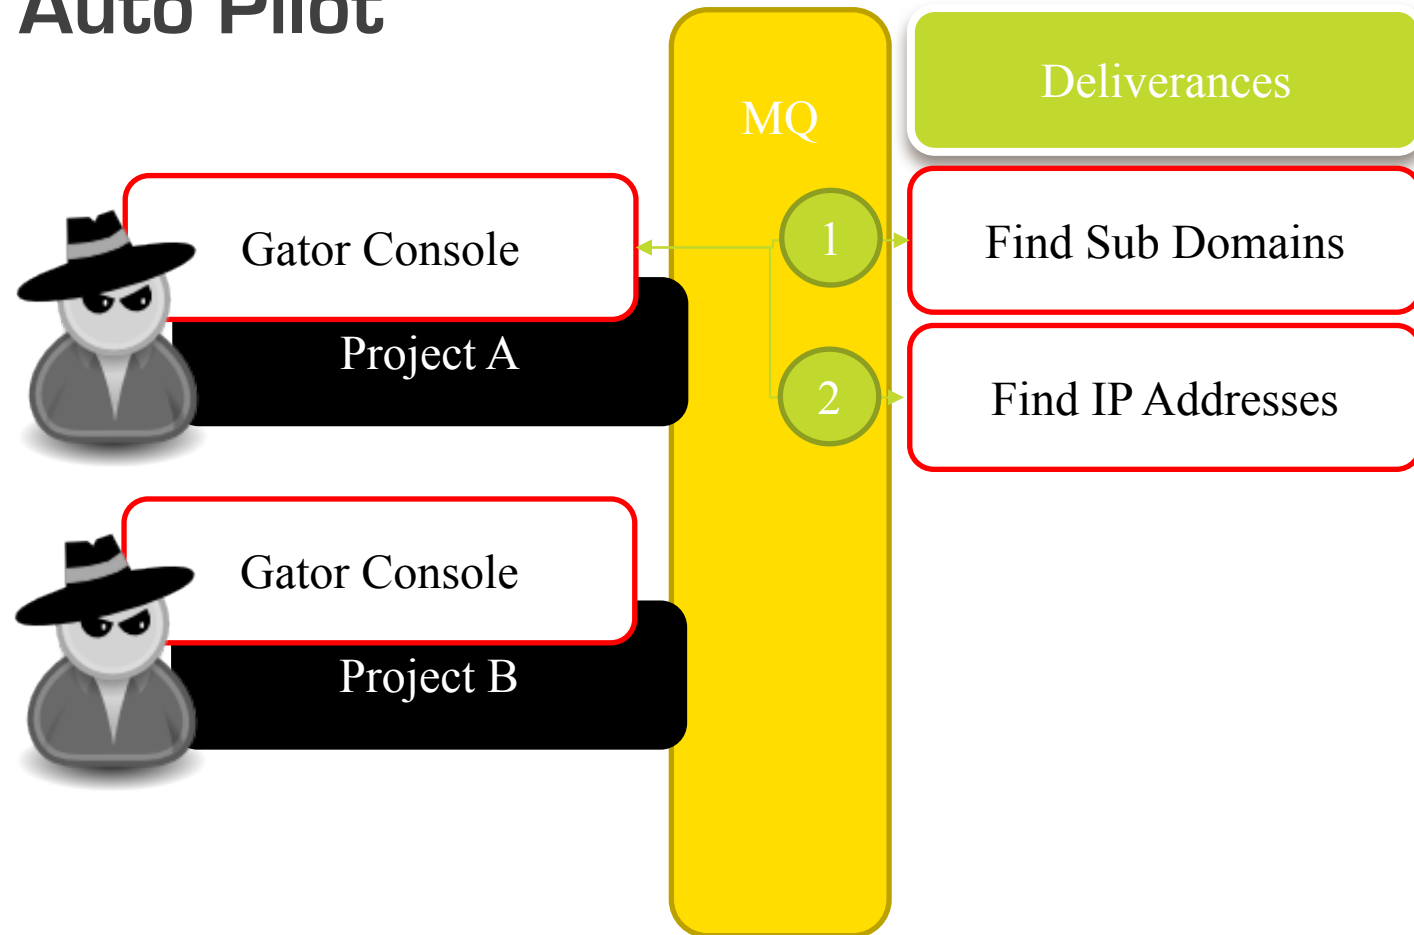 Auto Pilot
MQ
Deliverances
Gator Console
Project A
1
Find Sub Domains
2
Find IP Addresses
Gator Console
Project B